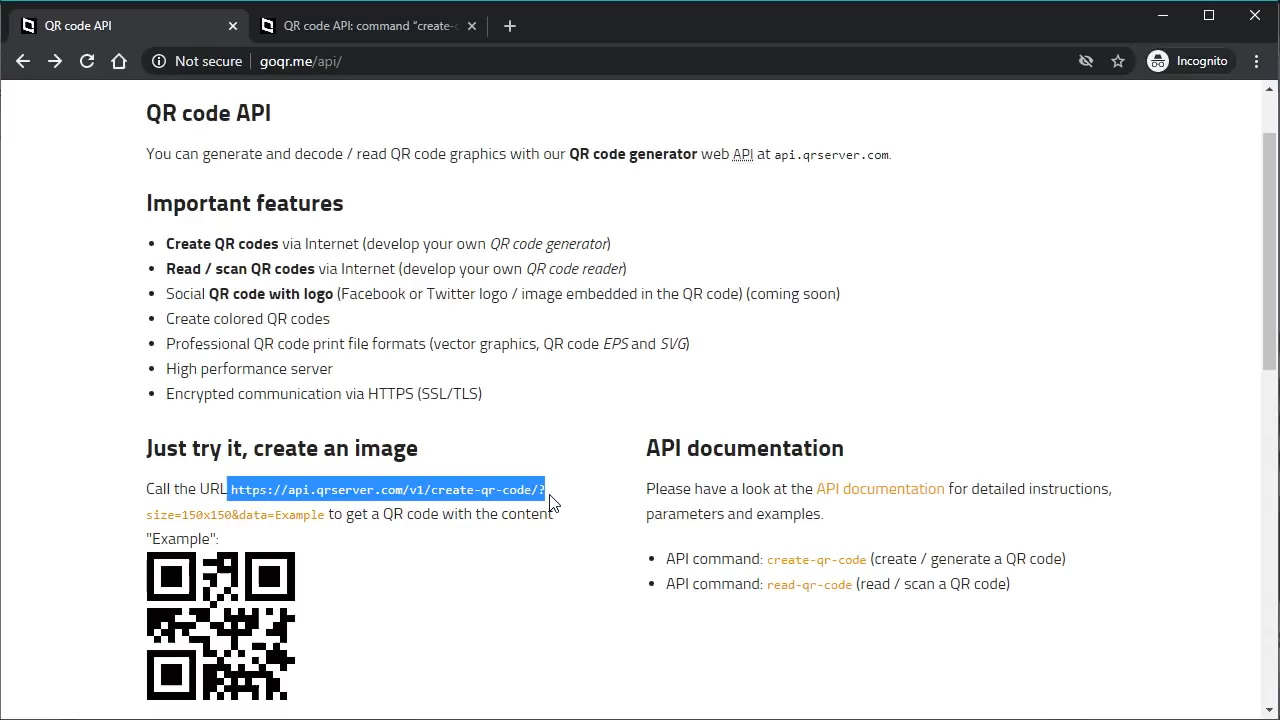 QR code API
QR code API: command "create-
Not secure
goqr.me/api/
Incognito
QR code API
You can generate and decode / read QR code graphics with our QR code generator web API at api.qrserver.com.
Important features
• Create QR codes via Internet (develop your own QR code generator)
• Read / scan QR codes via Internet (develop your own QR code reader)
• Social QR code with logo (Facebook or Twitter logo / image embedded in the QR code) (coming soon)
• Create colored QR codes
• Professional QR code print file formats (vector graphics, QR code EPS and SVG)
• High performance server
• Encrypted communication via HTTPS (SSL/TLS)
Just try it, create an image
Call the URL https://api.qrserver.com/v1/create-qr-code/?
size=150x150&data=Example to get a QR code with the content
"Example":
API documentation
Please have a look at the API documentation for detailed instructions,
parameters and examples.
• API command: create-qr-code (create / generate a QR code)
• API command: read-qr-code (read / scan a QR code)